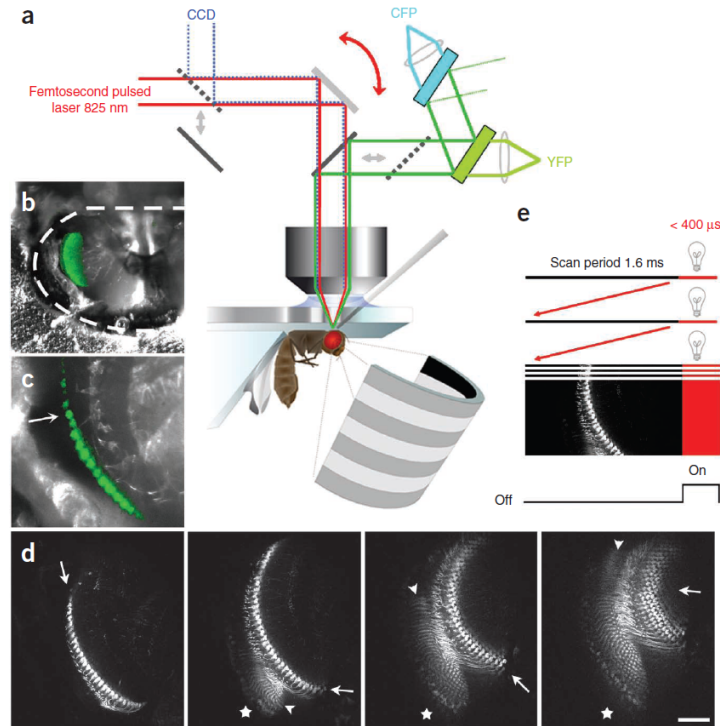 a
CCD
CFP
Femtosecond pulsed
laser 825 nm
YFP
b
e
< 400 μs
Scan period 1.6 ms
c
On
Off
d